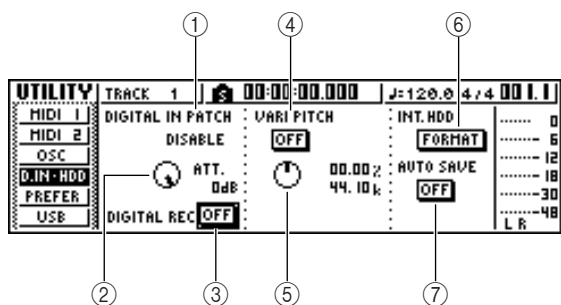 ① ④ ⑥
UTILITY TRACK 1 00:00:00.000 ♩=120.0 4/4 001.1
MIDI 1 DIGITAL IN PATCH VARI PITCH INT.HDD 0
MIDI 2 DISABLE OFF FORMAT 6
OSC ATT. 12
D.IN·HDD 0dB 00.00% AUTO SAVE 18
PREFER 44.10k OFF 30
USB DIGITAL REC OFF 48
L R
② ③ ⑤ ⑦